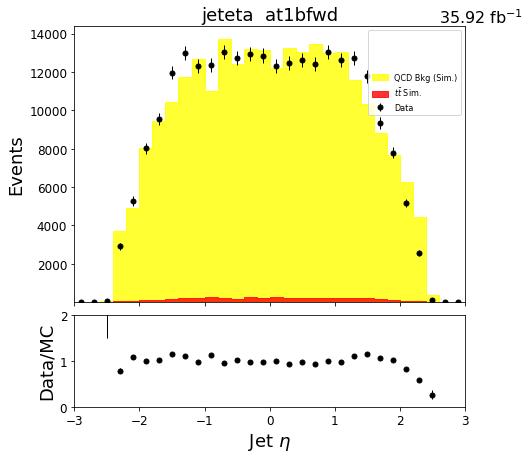 jeteta at1bfwd
35.92 fb⁻¹
14000
12000
10000
8000
6000
4000
2000
Events
QCD Bkg (Sim.)
tt̄ Sim.
Data
2
1
0
Data/MC
−3 −2 −1 0 1 2 3
Jet η